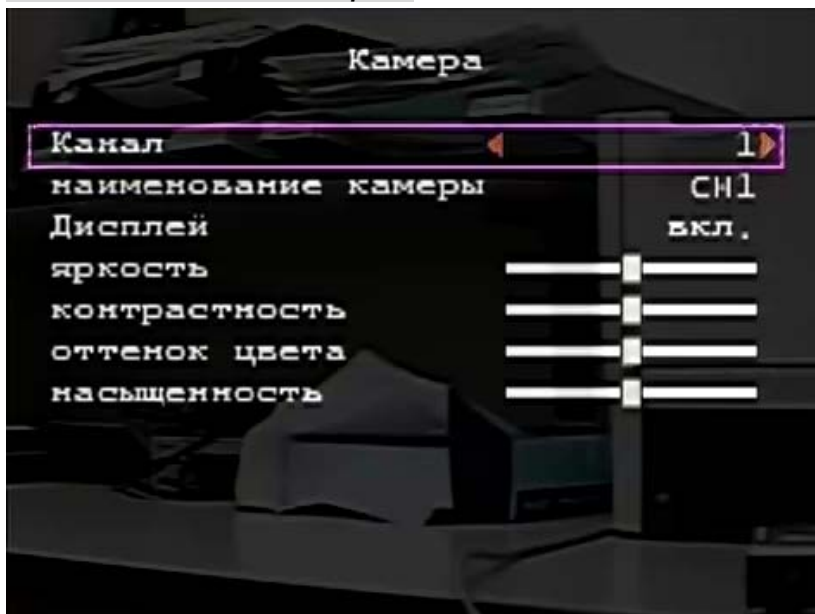 Камера
Канал 1
наименование камеры CH1
Дисплей вкл.
яркость
контрастность
оттенок цвета
насыщенность